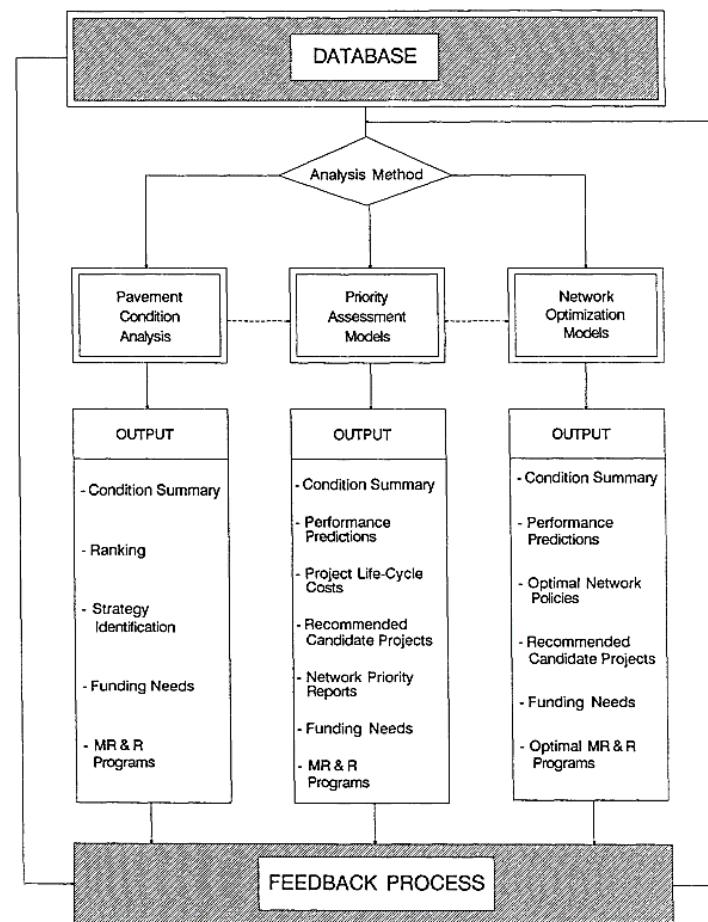 DATABASE
Analysis Method
Pavement
Condition
Analysis
Priority
Assessment
Models
Network
Optimization
Models
OUTPUT
- Condition Summary
- Ranking
- Strategy
Identification
- Funding Needs
- MR & R
Programs
OUTPUT
- Condition Summary
- Performance
Predictions
- Project Life-Cycle
Costs
- Recommended
Candidate Projects
- Network Priority
Reports
- Funding Needs
- MR & R
Programs
OUTPUT
- Condition Summary
- Performance
Predictions
- Optimal Network
Policies
- Recommended
Candidate Projects
- Funding Needs
- Optimal MR & R
Programs
FEEDBACK PROCESS